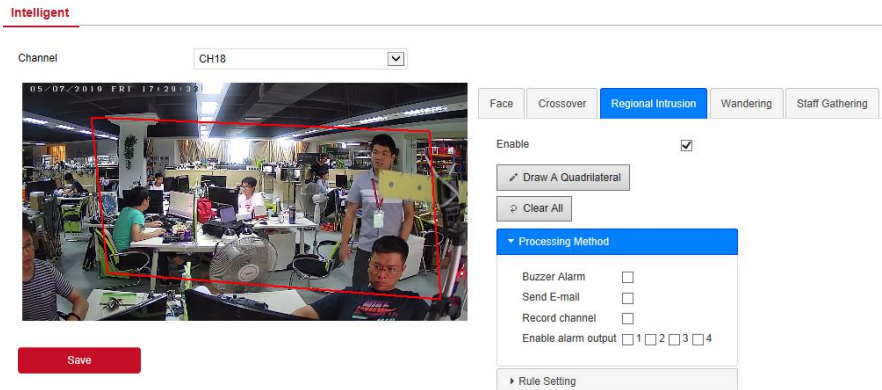 Intelligent
Channel
CH18
05/07/2019 FRI 17:29:33
Face
Crossover
Regional Intrusion
Wandering
Staff Gathering
Enable
Draw A Quadrilateral
Clear All
Processing Method
Buzzer Alarm
Send E-mail
Record channel
Enable alarm output 1 2 3 4
Save
Rule Setting